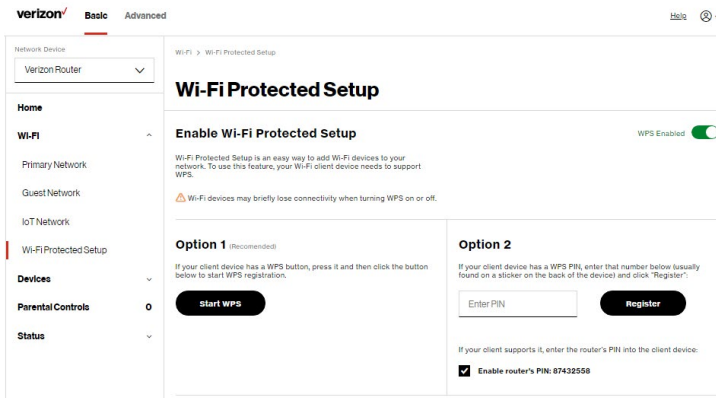 verizon✓ Basic Advanced Help
Network Device
Verizon Router
Home
Wi-Fi
Primary Network
Guest Network
IoT Network
Wi-Fi Protected Setup
Devices
Parental Controls 0
Status
Wi-Fi > Wi-Fi Protected Setup
Wi-Fi Protected Setup
Enable Wi-Fi Protected Setup
WPS Enabled
Wi-Fi Protected Setup is an easy way to add Wi-Fi devices to your
network. To use this feature, your Wi-Fi client device needs to support
WPS.
Wi-Fi devices may briefly lose connectivity when turning WPS on or off.
Option 1 (Recomended)
If your client device has a WPS button, press it and then click the button
below to start WPS registration.
Start WPS
Option 2
If your client device has a WPS PIN, enter that number below (usually
found on a sticker on the back of the device) and click "Register":
Enter PIN
Register
If your client supports it, enter the router's PIN into the client device:
Enable router's PIN: 87432558